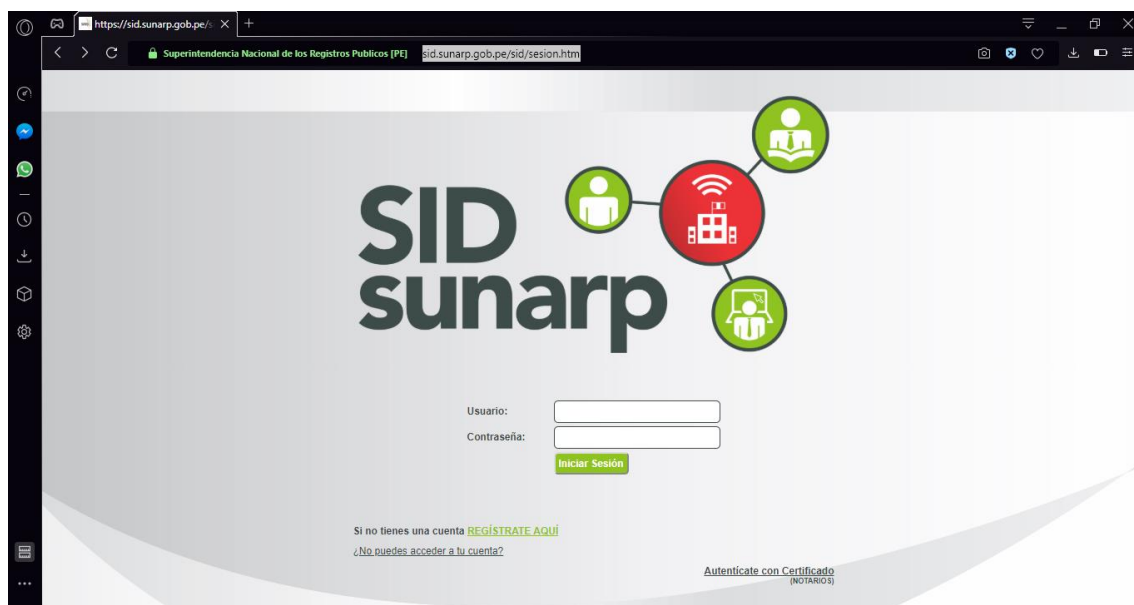 https://sid.sunarp.gob.pe/s
Superintendencia Nacional de los Registros Publicos [PE] sid.sunarp.gob.pe/sid/sesion.htm
SID
sunarp
Usuario:
Contraseña:
Iniciar Sesión
Si no tienes una cuenta REGÍSTRATE AQUÍ
¿No puedes acceder a tu cuenta?
Autentícate con Certificado
(NOTARIOS)